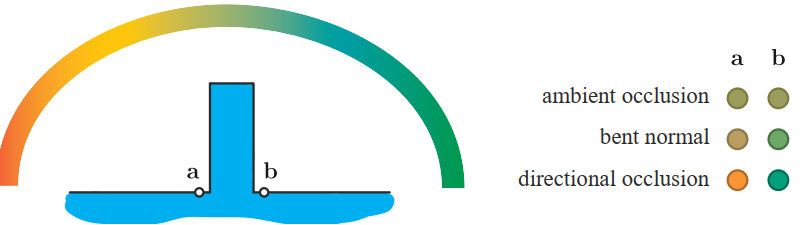 a b
ambient occlusion
bent normal
directional occlusion
a b